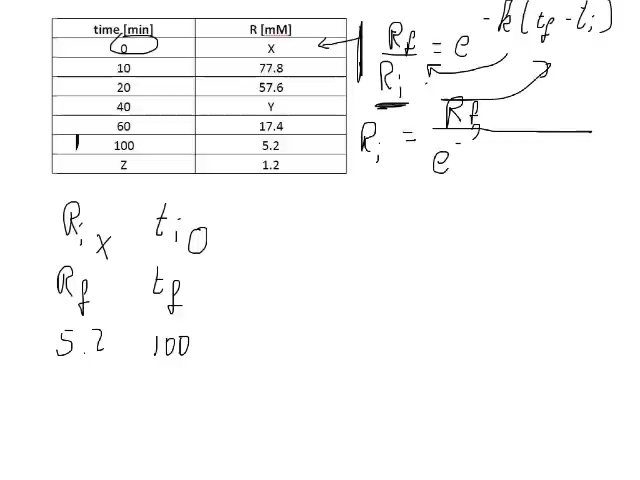 time [min] R [mM]
0 X
10 77.8
20 57.6
40 Y
60 17.4
100 5.2
Z 1.2
Rf/Ri = e^-k(tf - ti)
Ri = Rf/e^-
Ri X ti 0
Rf tf
5.2 100